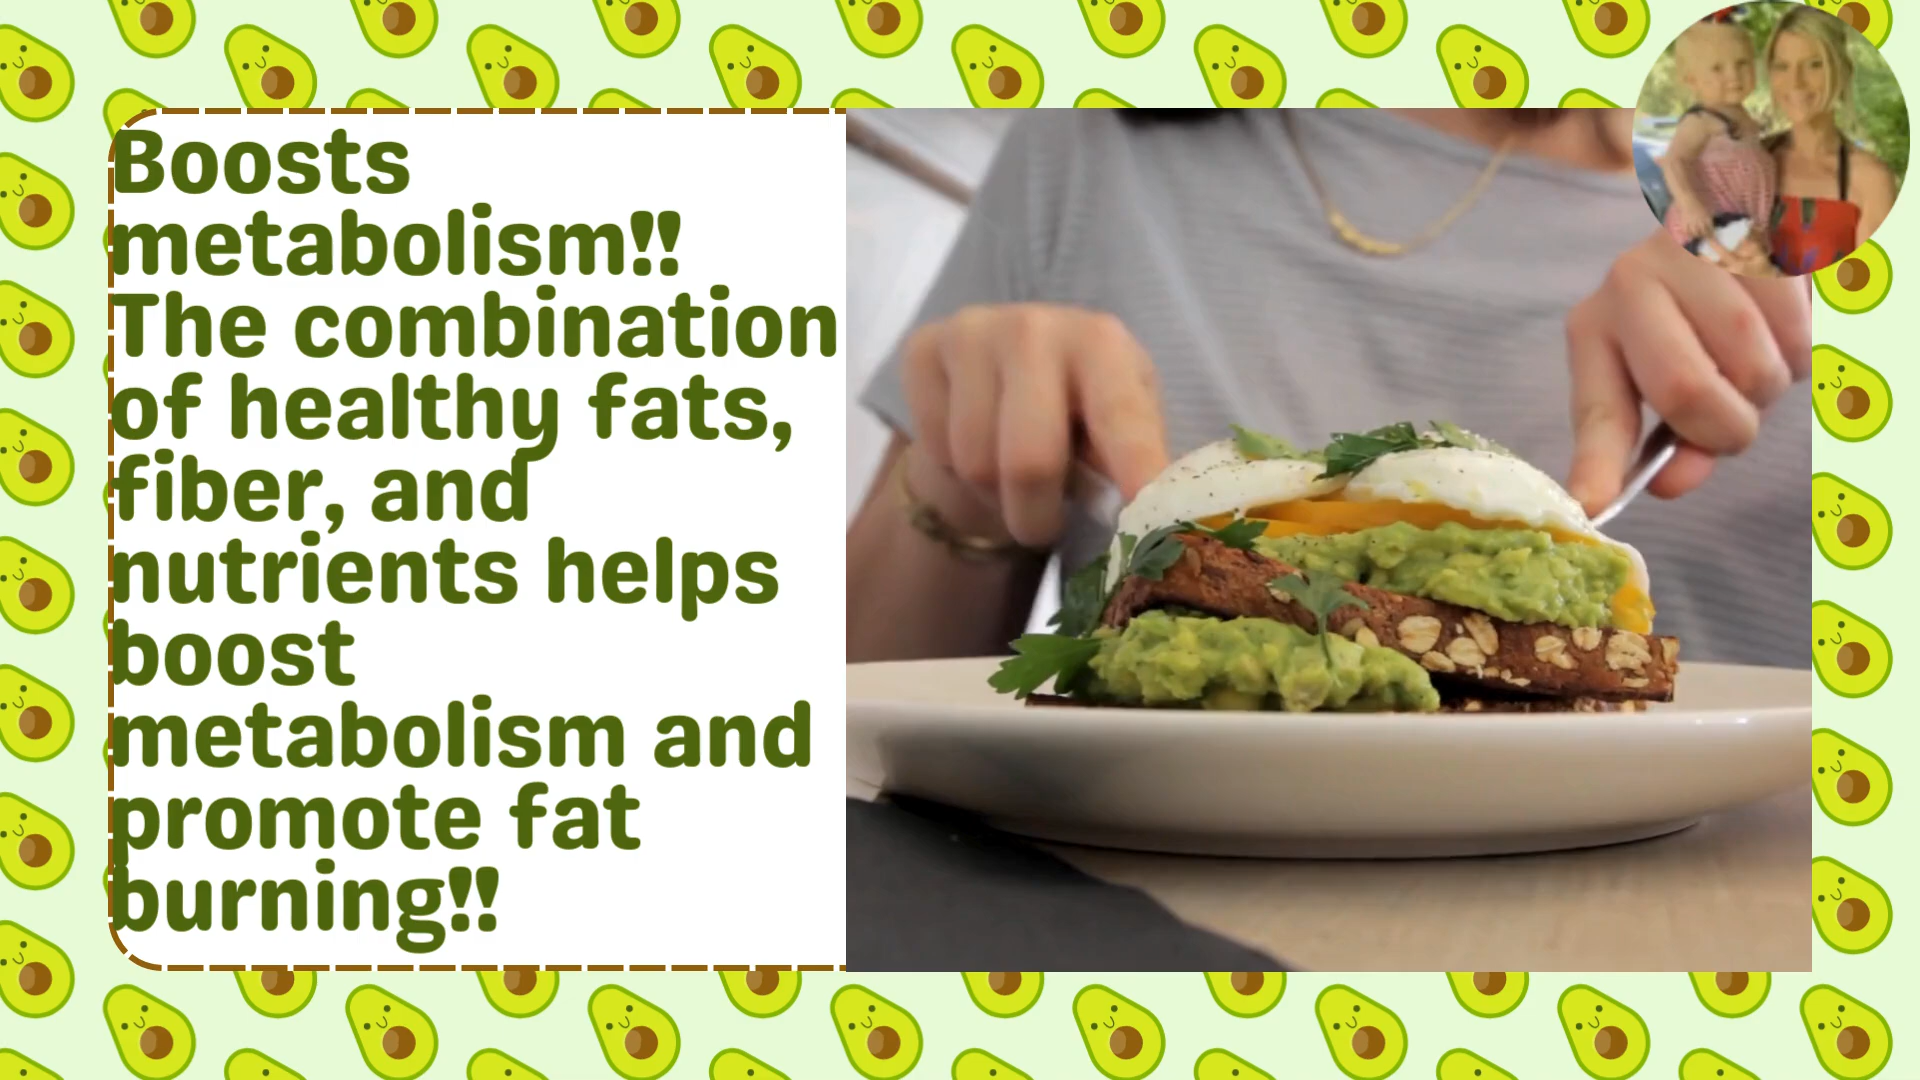 Boosts
metabolism!!
The combination
of healthy fats,
fiber, and
nutrients helps
boost
metabolism and
promote fat
burning!!